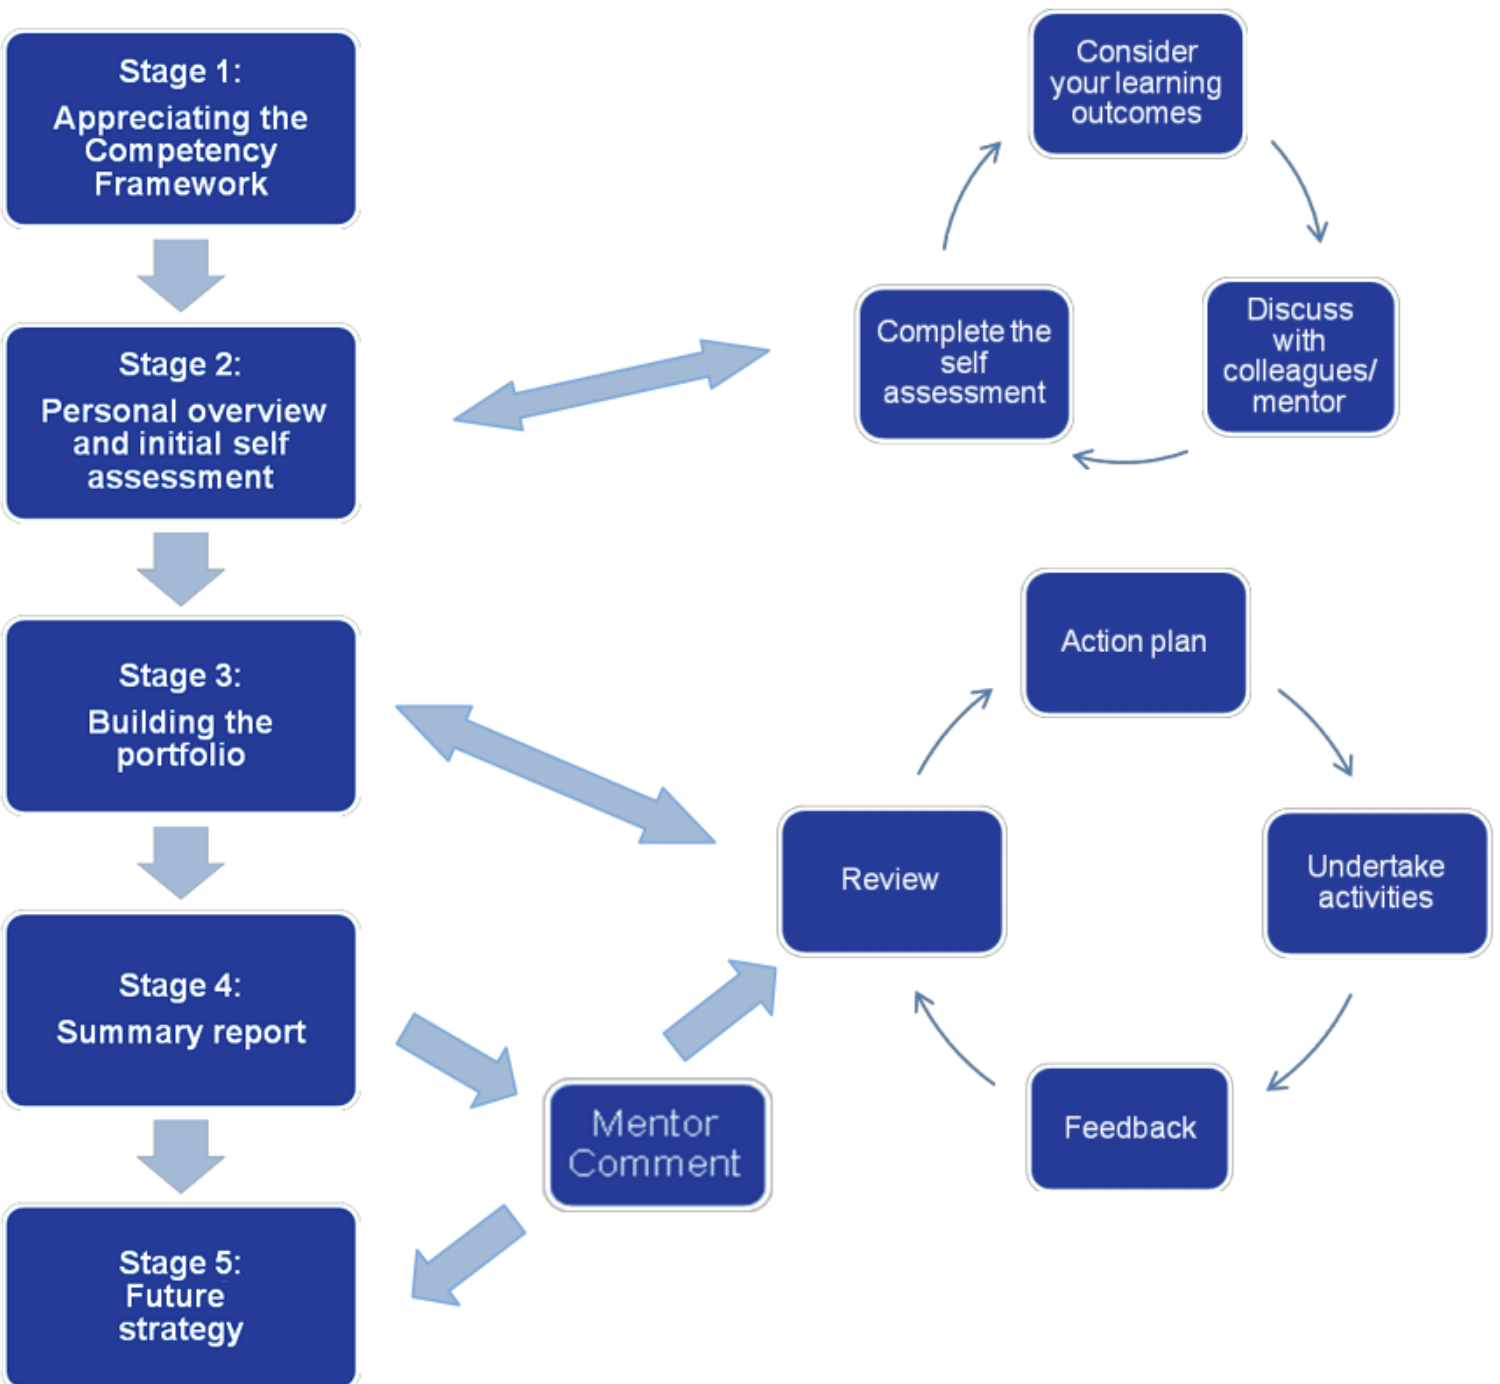 Stage 1:
Appreciating the
Competency
Framework
Stage 2:
Personal overview
and initial self
assessment
Stage 3:
Building the
portfolio
Stage 4:
Summary report
Stage 5:
Future
strategy
Consider
your learning
outcomes
Discuss
with
colleagues/
mentor
Complete the
self
assessment
Action plan
Undertake
activities
Feedback
Review
Mentor
Comment